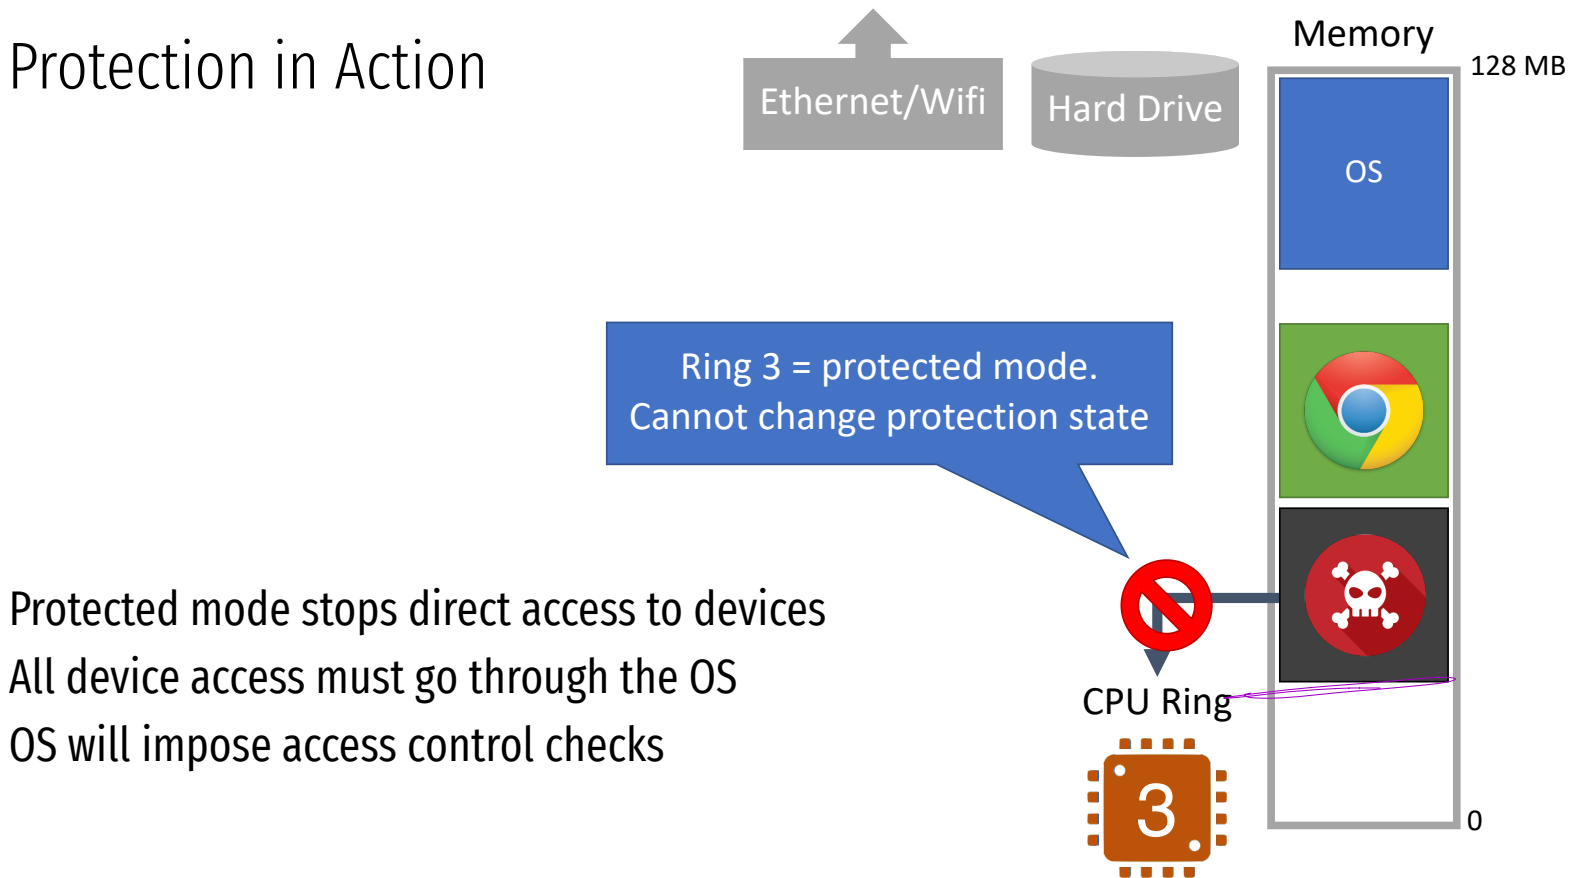 Protection in Action
Ethernet/Wifi
Hard Drive
Memory
128 MB
OS
Ring 3 = protected mode.
Cannot change protection state
Protected mode stops direct access to devices
All device access must go through the OS
OS will impose access control checks
CPU Ring
3
0